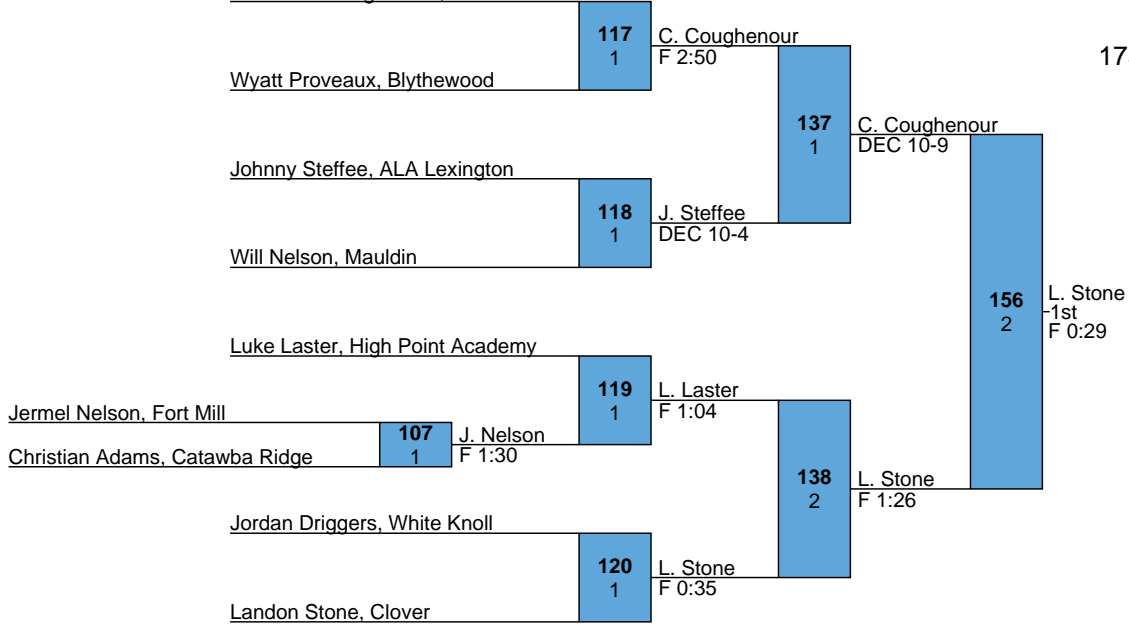 117
1
C. Coughenour
F 2:50
17
Wyatt Proveaux, Blythewood
137
1
C. Coughenour
DEC 10-9
Johnny Steffee, ALA Lexington
118
1
J. Steffee
DEC 10-4
Will Nelson, Mauldin
156
2
L. Stone
1st
F 0:29
Luke Laster, High Point Academy
119
1
L. Laster
F 1:04
Jermel Nelson, Fort Mill
107
1
J. Nelson
F 1:30
Christian Adams, Catawba Ridge
138
2
L. Stone
F 1:26
Jordan Driggers, White Knoll
120
1
L. Stone
F 0:35
Landon Stone, Clover